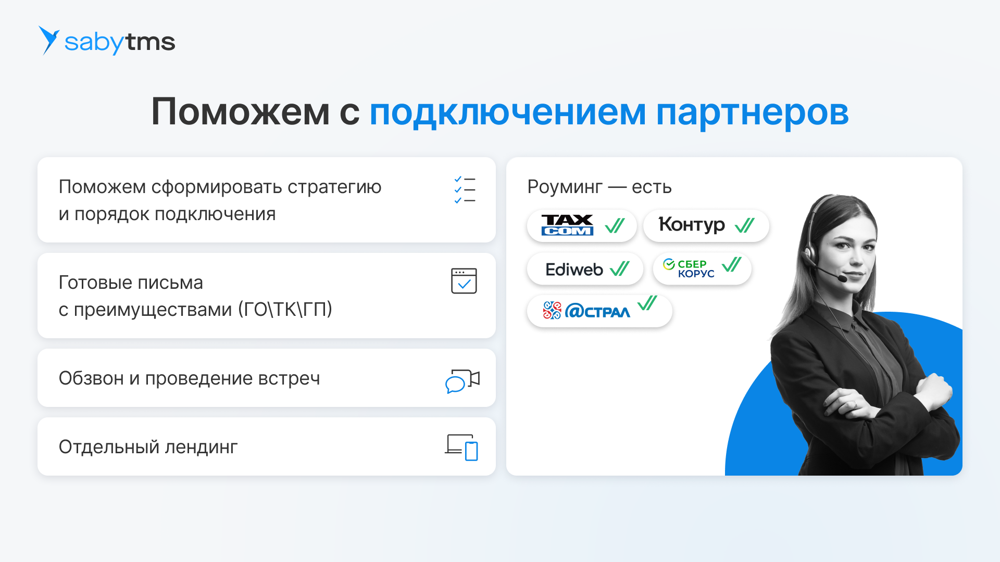 sabytms
Поможем с подключением партнеров
Поможем сформировать стратегию
и порядок подключения
Готовые письма
с преимуществами (ГО\ТК\ГП)
Обзвон и проведение встреч
Отдельный лендинг
Роуминг — есть
TAX
COM
Контур
Ediweb
СБЕР
КОРУС
@СТРАЛ